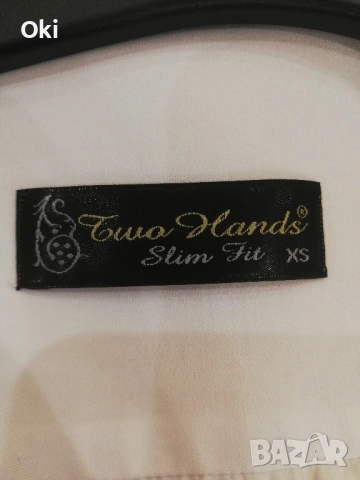 Oki
Two Hands®
Slim Fit XS
BAZAR